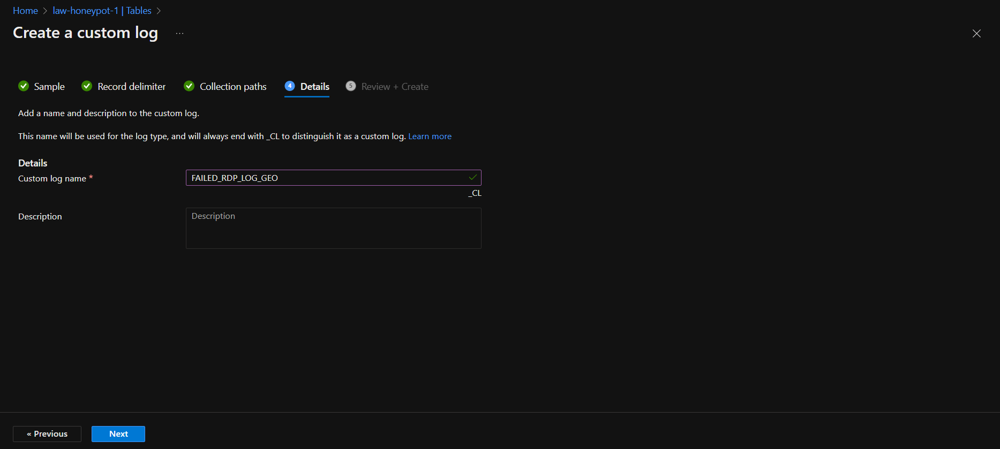 Home > law-honeypot-1 | Tables >
Create a custom log ...
Sample Record delimiter Collection paths 4 Details 5 Review + Create
Add a name and description to the custom log.
This name will be used for the log type, and will always end with _CL to distinguish it as a custom log. Learn more
Details
Custom log name * FAILED_RDP_LOG_GEO
_CL
Description Description
« Previous Next